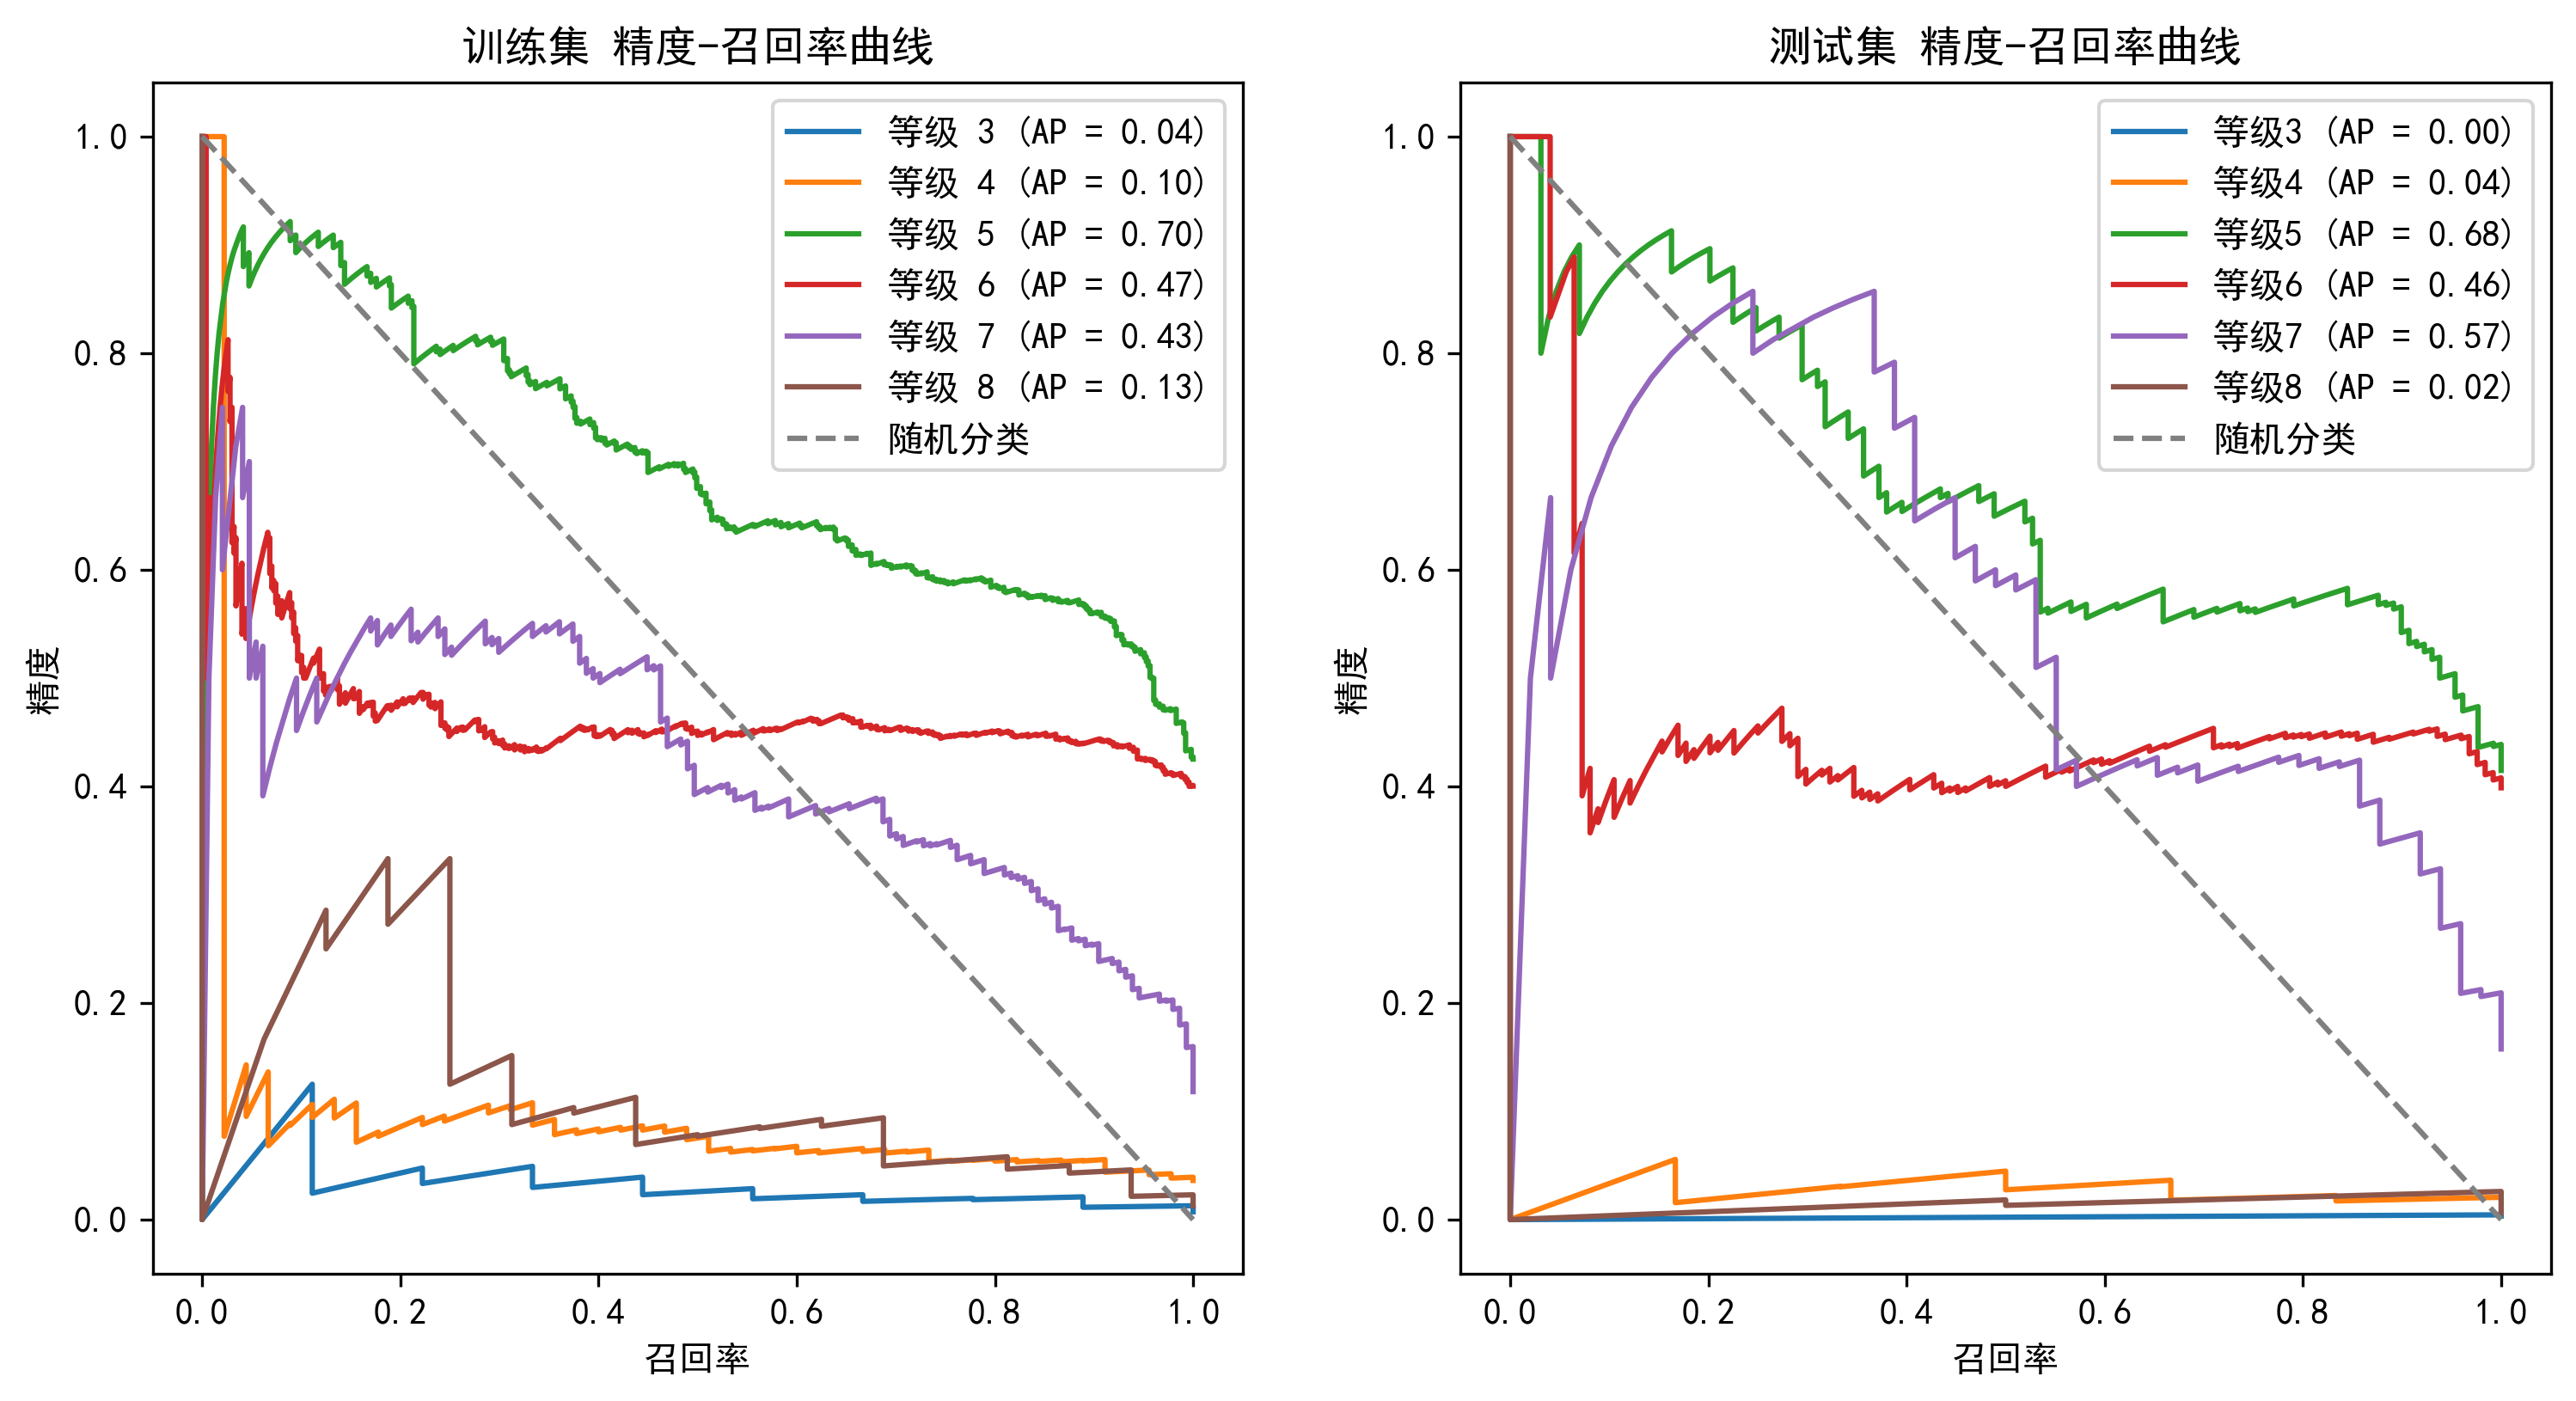 训练集 精度-召回率曲线
1.0
0.8
0.6
0.4
0.2
0.0
精度
0.0 0.2 0.4 0.6 0.8 1.0
召回率
等级 3 (AP = 0.04)
等级 4 (AP = 0.10)
等级 5 (AP = 0.70)
等级 6 (AP = 0.47)
等级 7 (AP = 0.43)
等级 8 (AP = 0.13)
随机分类
测试集 精度-召回率曲线
1.0
0.8
0.6
0.4
0.2
0.0
精度
0.0 0.2 0.4 0.6 0.8 1.0
召回率
等级3 (AP = 0.00)
等级4 (AP = 0.04)
等级5 (AP = 0.68)
等级6 (AP = 0.46)
等级7 (AP = 0.57)
等级8 (AP = 0.02)
随机分类